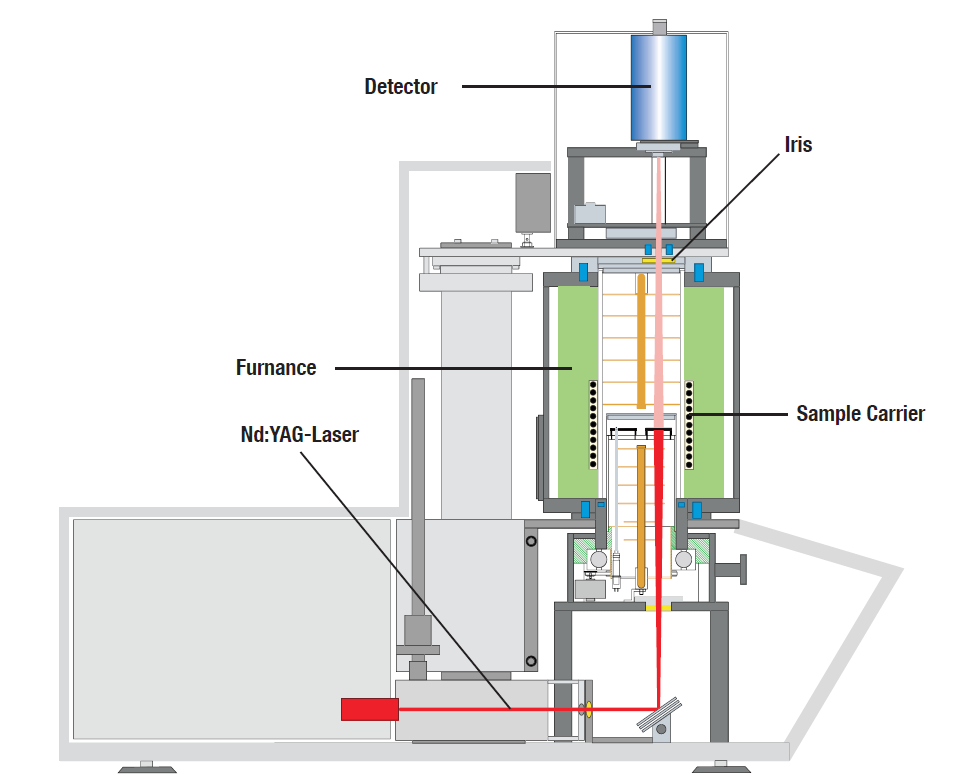 Detector
Iris
Furnance
Sample Carrier
Nd:YAG-Laser